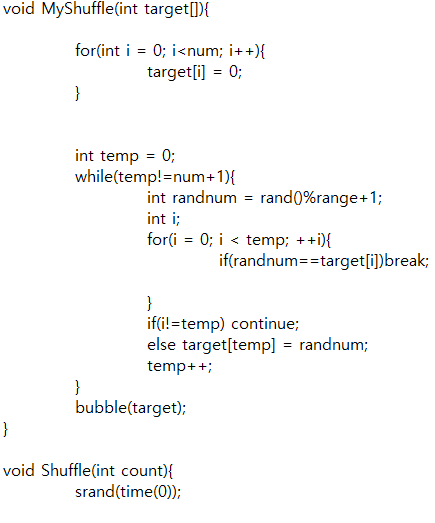 void MyShuffle(int target[]){
for(int i = 0; i<num; i++){
target[i] = 0;
}
int temp = 0;
while(temp!=num+1){
int randnum = rand()%range+1;
int i;
for(i = 0; i < temp; ++i){
if(randnum==target[i])break;
}
if(i!=temp) continue;
else target[temp] = randnum;
temp++;
}
bubble(target);
}
void Shuffle(int count){
srand(time(0));